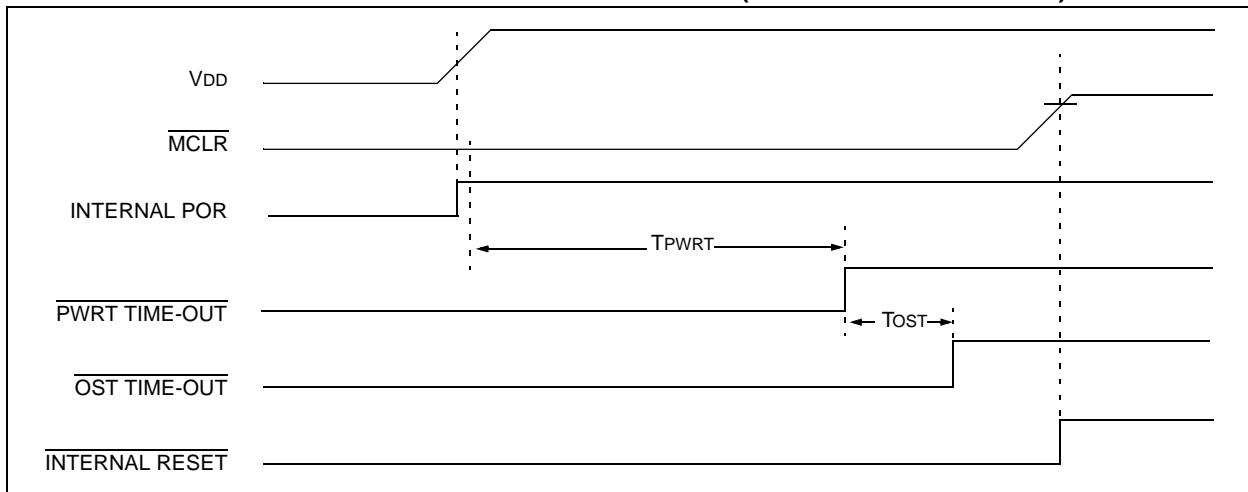 VDD
MCLR
INTERNAL POR
TPWRT
PWRT TIME-OUT
TOST
OST TIME-OUT
INTERNAL RESET